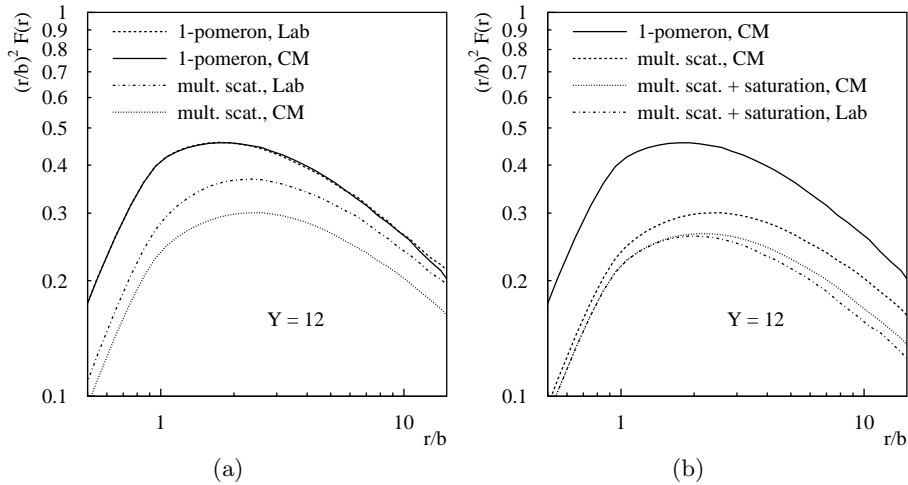 (r/b)² F(r)
1
0.9
0.8
0.7
0.6
0.5
0.4
0.3
0.2
0.1
1-pomeron, Lab
1-pomeron, CM
mult. scat., Lab
mult. scat., CM
Y = 12
1
10
r/b
(a)
(r/b)² F(r)
1
0.9
0.8
0.7
0.6
0.5
0.4
0.3
0.2
0.1
1-pomeron, CM
mult. scat., CM
mult. scat. + saturation, CM
mult. scat. + saturation, Lab
Y = 12
1
10
r/b
(b)